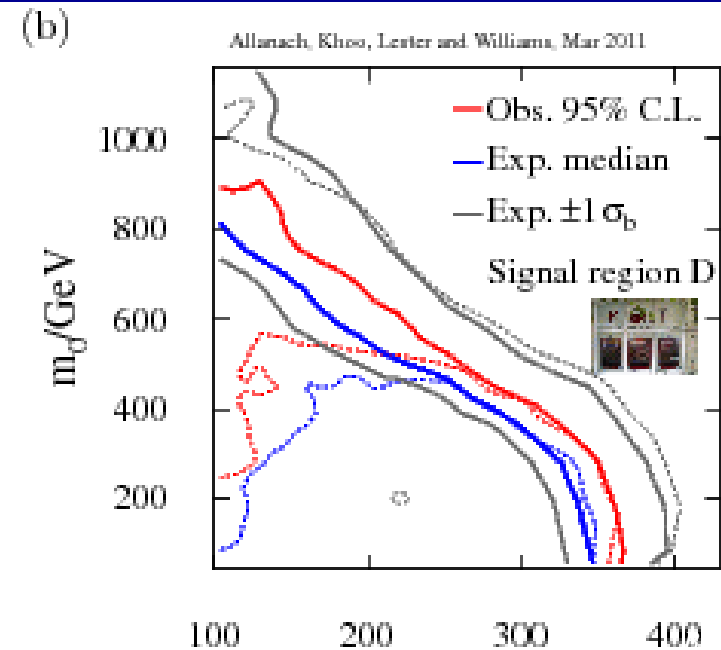 (b)
Allanach, Khoo, Lester and Williams, Mar 2011
Obs. 95% C.L.
Exp. median
Exp. ±1 σb
Signal region D
m0/GeV
1000
800
600
400
200
100 200 300 400